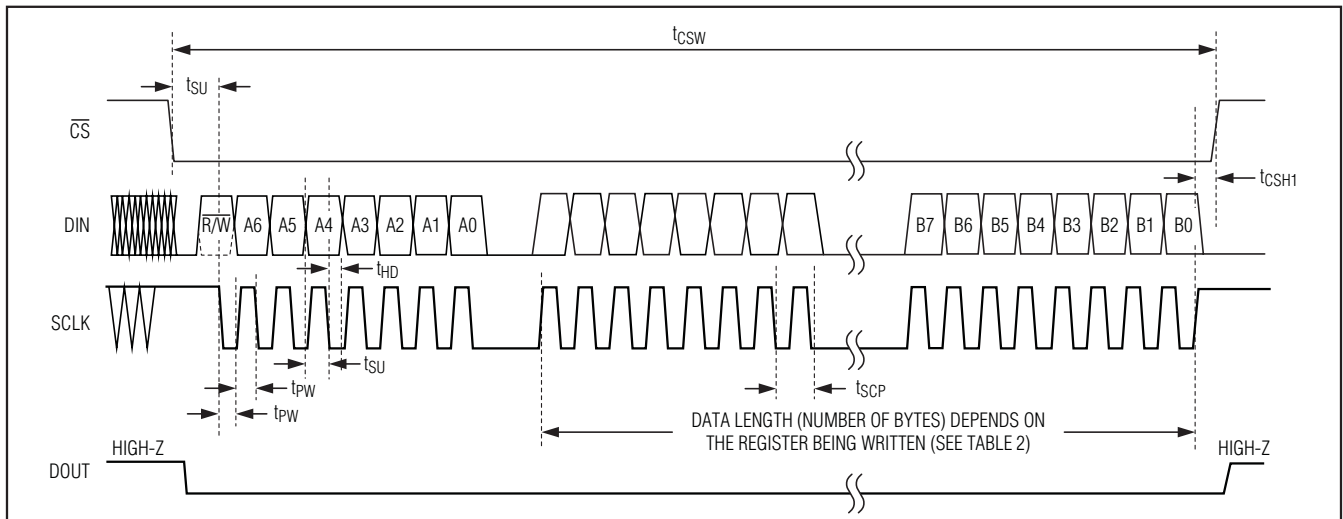 tCSW
tSU
CS
tCSH1
DIN
R/W A6 A5 A4 A3 A2 A1 A0
B7 B6 B5 B4 B3 B2 B1 B0
tHD
SCLK
tSU
tPW
tSCP
tPW
DATA LENGTH (NUMBER OF BYTES) DEPENDS ON
THE REGISTER BEING WRITTEN (SEE TABLE 2)
HIGH-Z
HIGH-Z
DOUT